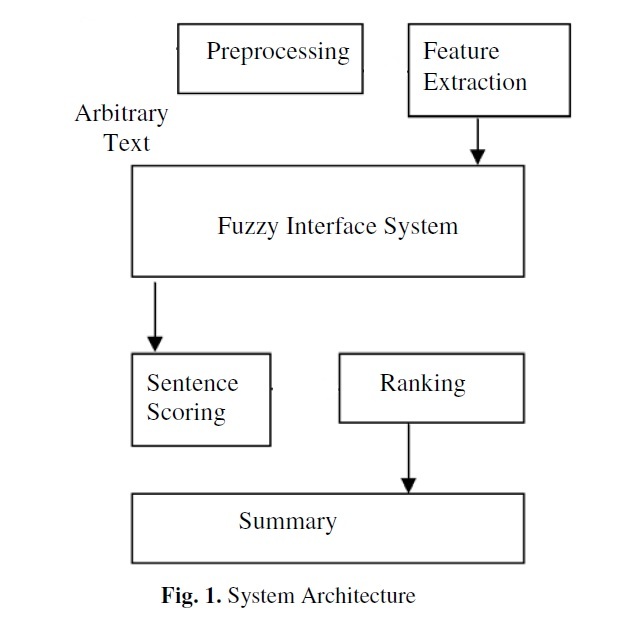 Preprocessing
Feature
Extraction
Arbitrary
Text
Fuzzy Interface System
Sentence
Scoring
Ranking
Summary
Fig. 1. System Architecture